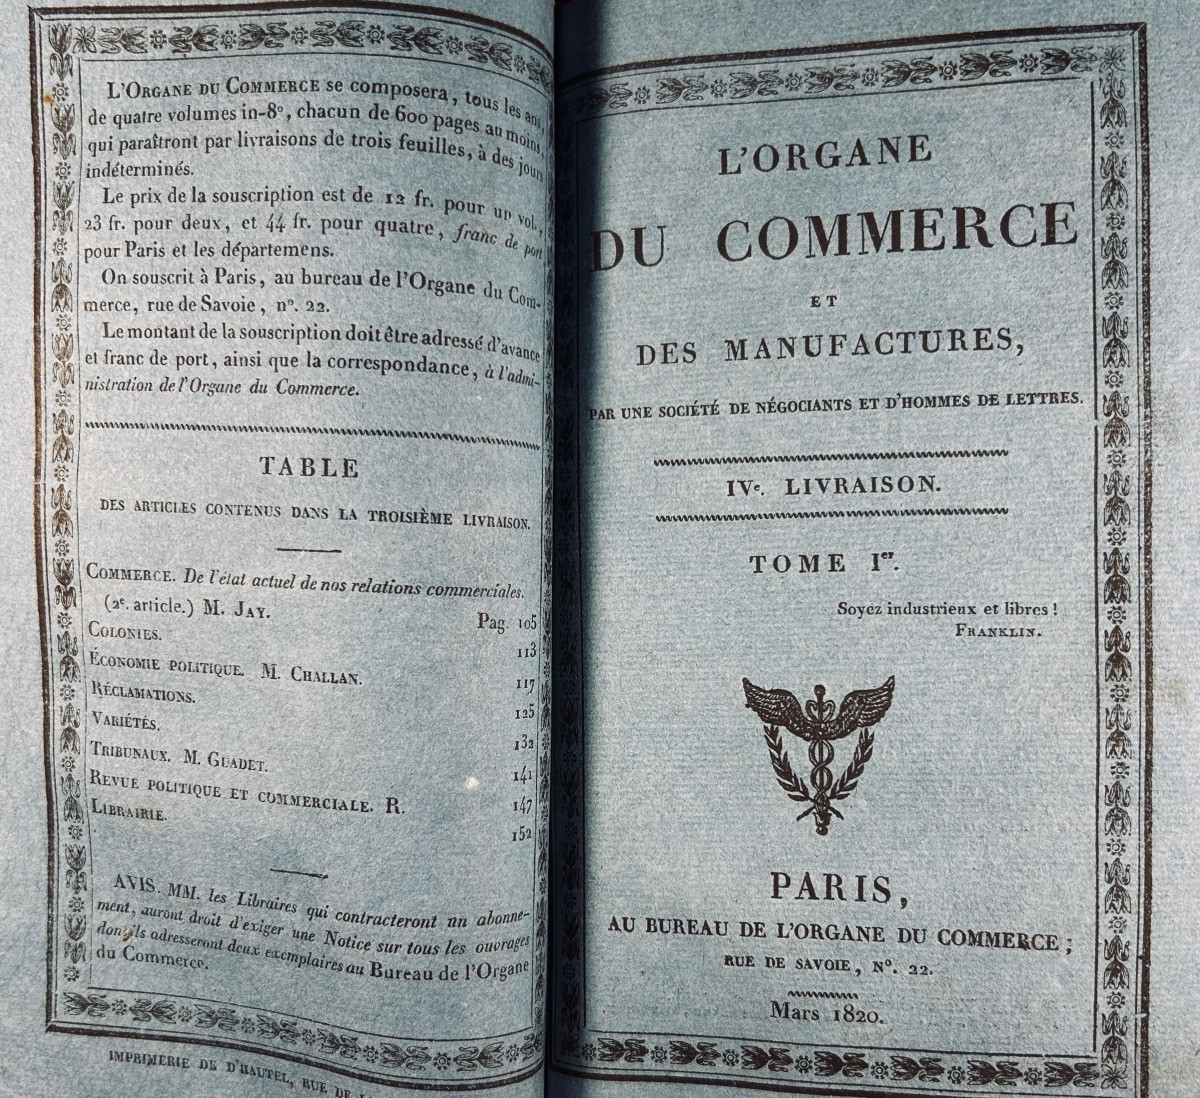 L'ORGANE DU COMMERCE se composera, tous les ans,
de quatre volumes in-8°, chacun de 600 pages au moins,
qui paraîtront par livraisons de trois feuilles, à des jours
indéterminés.
Le prix de la souscription est de 12 fr. pour un vol.,
23 fr. pour deux, et 44 fr. pour quatre, franc de port
pour Paris et les départemens.
On souscrit à Paris, au bureau de l'Organe du Com-
merce, rue de Savoie, n°. 22.
Le montant de la souscription doit être adressé d'avance
et franc de port, ainsi que la correspondance, à l'admi-
nistration de l'Organe du Commerce.
TABLE
DES ARTICLES CONTENUS DANS LA TROISIÈME LIVRAISON.
COMMERCE. De l'état actuel de nos relations commerciales.
(2e. article.) M. JAY. Pag. 105
COLONIES. 113
ÉCONOMIE POLITIQUE. M. CHALLAN. 117
RÉCLAMATIONS. 125
VARIÉTÉS. 132
TRIBUNAUX. M. GUADET. 141
REVUE POLITIQUE ET COMMERCIALE. R. 147
LIBRAIRIE. 152
AVIS. MM. les Libraires qui contracteront un abonne-
ment, auront droit d'exiger une Notice sur tous les ouvrages
dont ils adresseront deux exemplaires au Bureau de l'Organe
du Commerce.
IMPRIMERIE DE D'HAUTEL, RUE DE
L'ORGANE
DU COMMERCE
ET
DES MANUFACTURES,
PAR UNE SOCIÉTÉ DE NÉGOCIANTS ET D'HOMMES DE LETTRES.
IVe. LIVRAISON.
TOME Ier.
Soyez industrieux et libres!
FRANKLIN.
PARIS,
AU BUREAU DE L'ORGANE DU COMMERCE;
RUE DE SAVOIE, N°. 22.
Mars 1820.